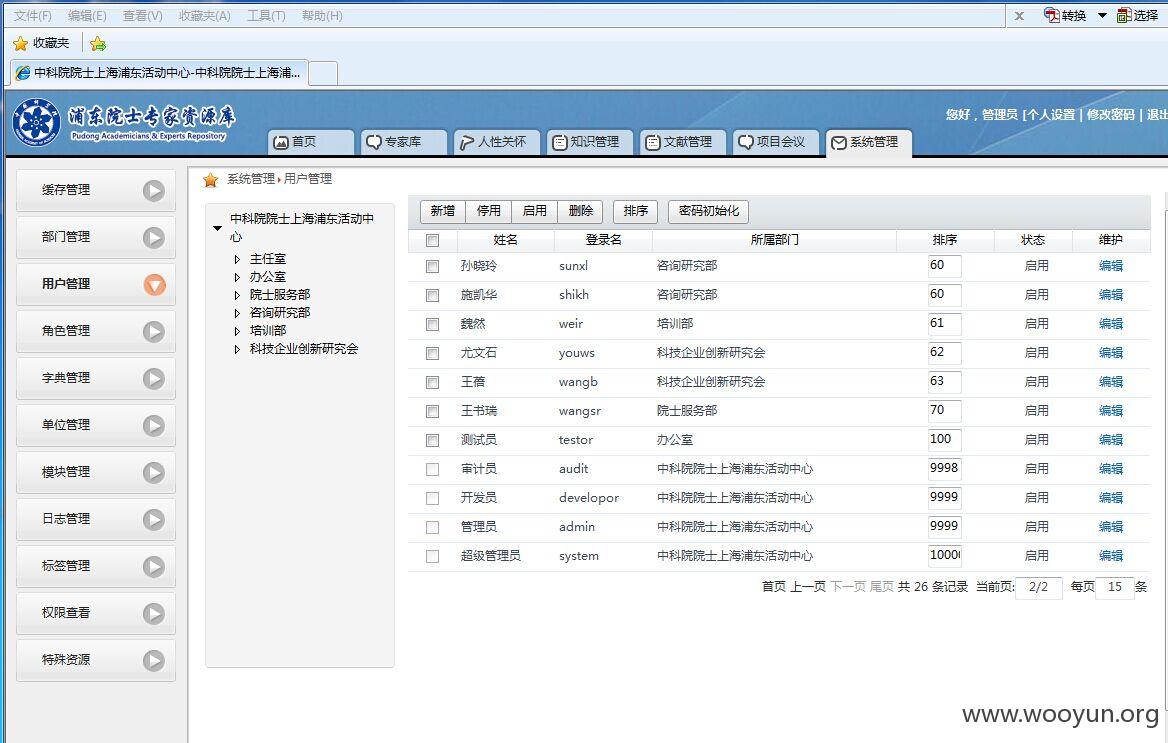 文件(F) 编辑(E) 查看(V) 收藏夹(A) 工具(T) 帮助(H) x 转换 选择
收藏夹
中科院院士上海浦东活动中心-中科院院士上海浦...
浦东院士专家资源库
Pudong Academicians & Experts Repository
您好，管理员 [个人设置 | 修改密码 | 退出
首页 专家库 人性关怀 知识管理 文献管理 项目会议 系统管理
缓存管理
部门管理
用户管理
角色管理
字典管理
单位管理
模块管理
日志管理
标签管理
权限查看
特殊资源
系统管理 用户管理
中科院院士上海浦东活动中
心
主任室
办公室
院士服务部
咨询研究部
培训部
科技企业创新研究会
新增 停用 启用 删除 排序 密码初始化
姓名 登录名 所属部门 排序 状态 维护
孙晓玲 sunxl 咨询研究部 60 启用 编辑
施凯华 shikh 咨询研究部 60 启用 编辑
魏然 weir 培训部 61 启用 编辑
尤文石 youws 科技企业创新研究会 62 启用 编辑
王蓓 wangb 科技企业创新研究会 63 启用 编辑
王书瑞 wangsr 院士服务部 70 启用 编辑
测试员 testor 办公室 100 启用 编辑
审计员 audit 中科院院士上海浦东活动中心 9998 启用 编辑
开发员 developor 中科院院士上海浦东活动中心 9999 启用 编辑
管理员 admin 中科院院士上海浦东活动中心 9999 启用 编辑
超级管理员 system 中科院院士上海浦东活动中心 1000 启用 编辑
首页 上一页 下一页 尾页 共 26 条记录 当前页: 2/2 每页 15 条
www.wooyun.org